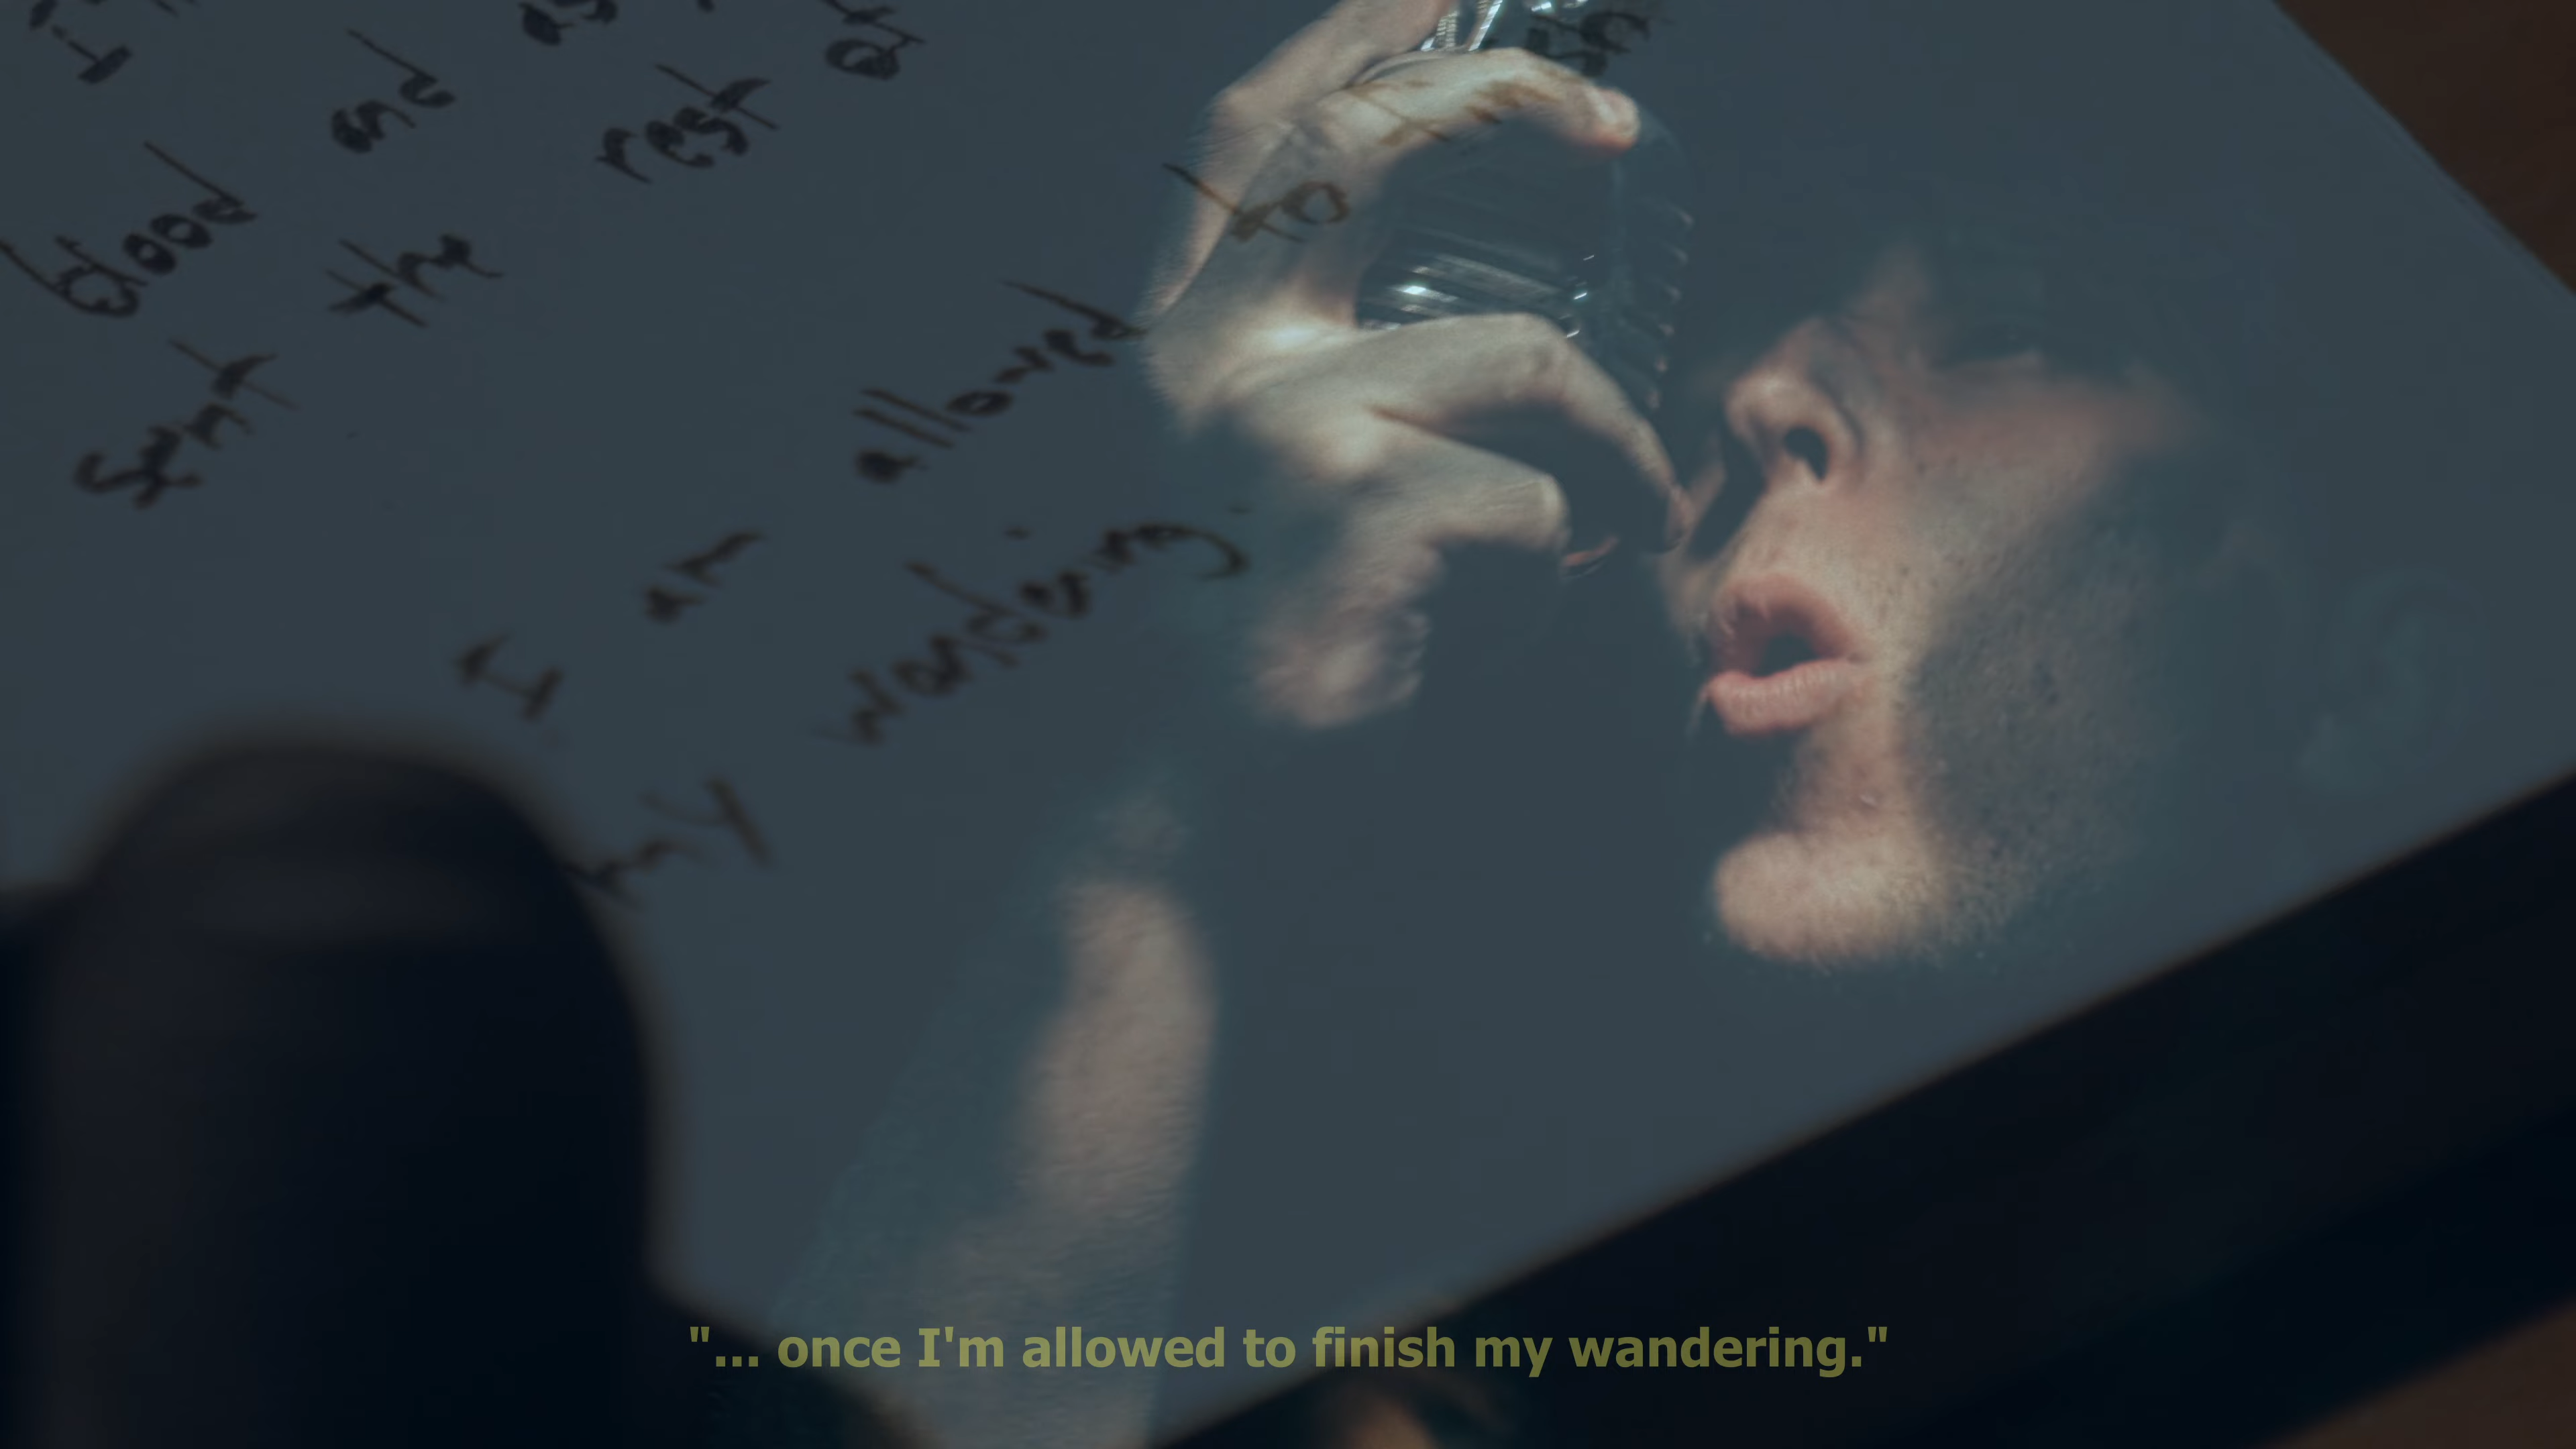 blood and
sent the rest of
I am allowed to
my wandering.
"... once I'm allowed to finish my wandering."